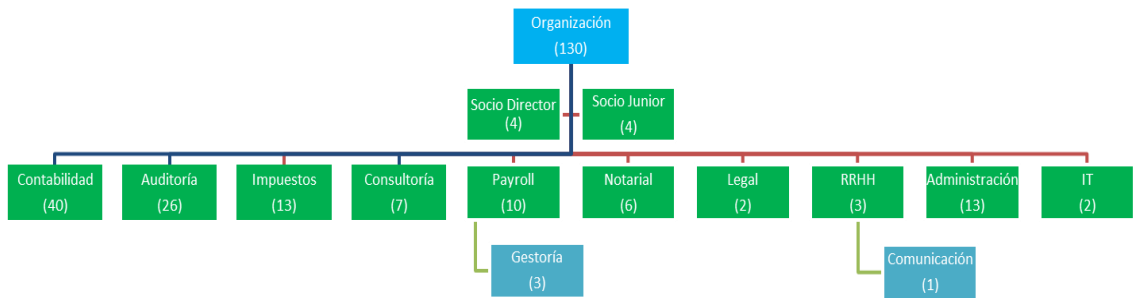 Organización
(130)
Socio Director
(4)
Socio Junior
(4)
Contabilidad
(40)
Auditoría
(26)
Impuestos
(13)
Consultoría
(7)
Payroll
(10)
Notarial
(6)
Legal
(2)
RRHH
(3)
Administración
(13)
IT
(2)
Gestoría
(3)
Comunicación
(1)